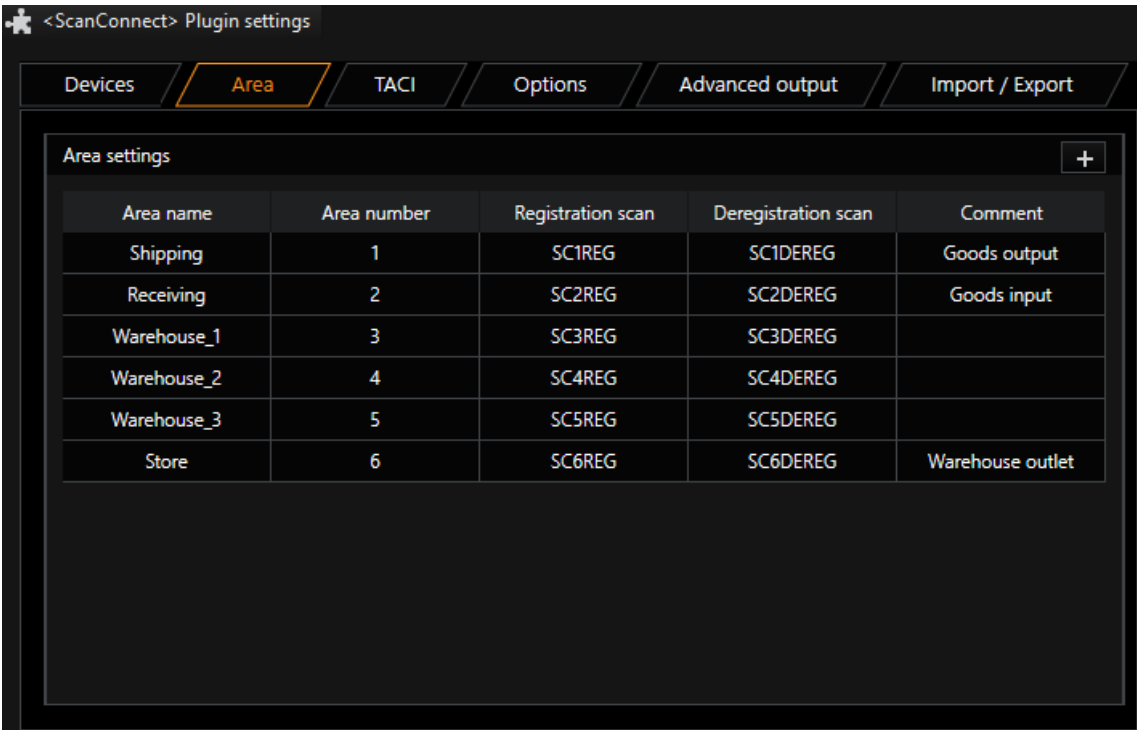 <ScanConnect> Plugin settings
Devices Area TACI Options Advanced output Import / Export
Area settings +
Area name Area number Registration scan Deregistration scan Comment
Shipping 1 SC1REG SC1DEREG Goods output
Receiving 2 SC2REG SC2DEREG Goods input
Warehouse_1 3 SC3REG SC3DEREG
Warehouse_2 4 SC4REG SC4DEREG
Warehouse_3 5 SC5REG SC5DEREG
Store 6 SC6REG SC6DEREG Warehouse outlet